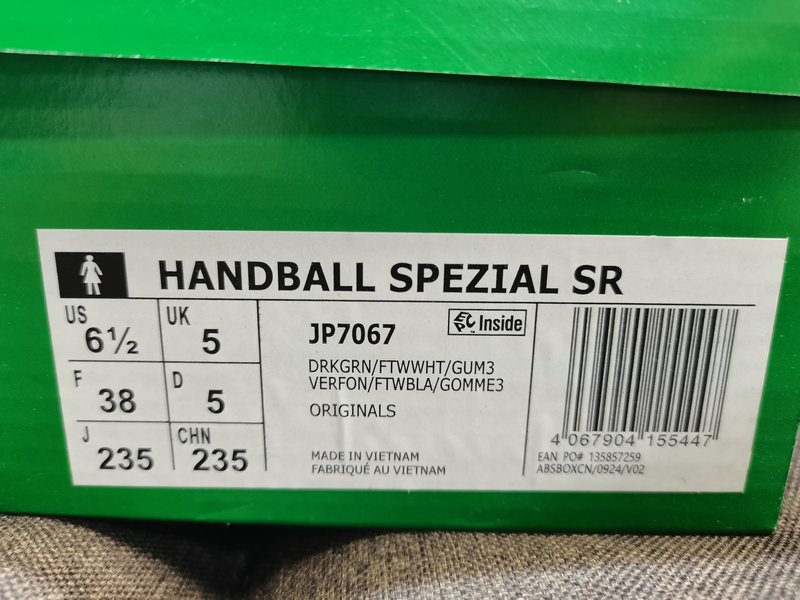 HANDBALL SPEZIAL SR
US 6½
UK 5
F 38
D 5
J 235
CHN 235
JP7067
Inside
DRKGRN/FTWWHT/GUM3
VERFON/FTWBLA/GOMME3
ORIGINALS
MADE IN VIETNAM
FABRIQUÉ AU VIETNAM
4 067904 155447
EAN PO# 135857259
ABSBOXCN/0924/V02